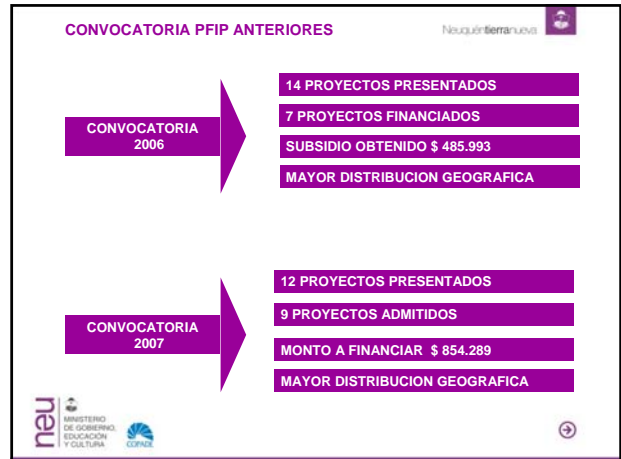 CONVOCATORIA PFIP ANTERIORES
Neuquéntierranueva
14 PROYECTOS PRESENTADOS
7 PROYECTOS FINANCIADOS
CONVOCATORIA
2006
SUBSIDIO OBTENIDO $ 485.993
MAYOR DISTRIBUCION GEOGRAFICA
12 PROYECTOS PRESENTADOS
9 PROYECTOS ADMITIDOS
CONVOCATORIA
2007
MONTO A FINANCIAR $ 854.289
MAYOR DISTRIBUCION GEOGRAFICA
neu
MINISTERIO
DE GOBIERNO,
EDUCACIÓN
Y CULTURA
COPADE